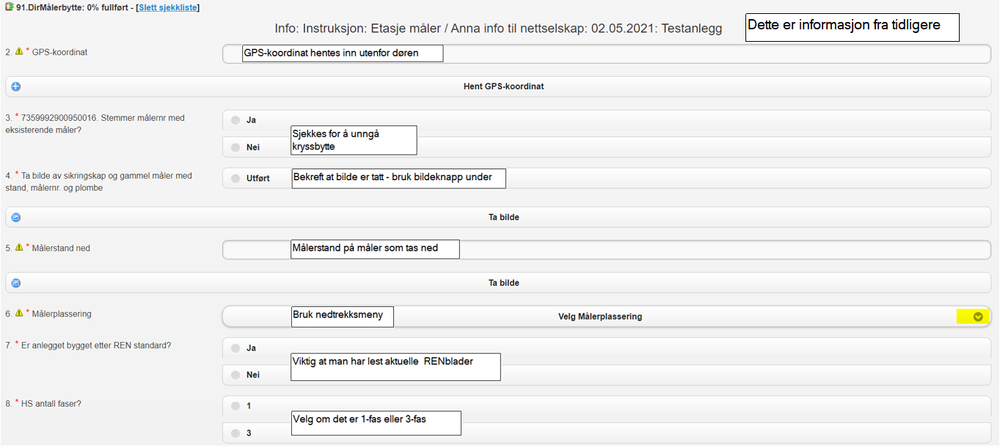 91.DirMålerbytte: 0% fullført - [Slett sjekkliste]
Info: Instruksjon: Etasje måler / Anna info til nettselskap: 02.05.2021: Testanlegg
Dette er informasjon fra tidligere
2. * GPS-koordinat
GPS-koordinat hentes inn utenfor døren
Hent GPS-koordinat
3. * 7359992900950016. Stemmer målernr med
eksisterende måler?
Ja
Nei
Sjekkes for å unngå
kryssbytte
4. * Ta bilde av sikringskap og gammel måler med
stand, målernr. og plombe
Utført
Bekreft at bilde er tatt - bruk bildeknapp under
Ta bilde
5. * Målerstand ned
Målerstand på måler som tas ned
Ta bilde
6. * Målerplassering
Bruk nedtrekksmeny
Velg Målerplassering
7. * Er anlegget bygget etter REN standard?
Ja
Nei
Viktig at man har lest aktuelle RENblader
8. * HS antall faser?
1
3
Velg om det er 1-fas eller 3-fas